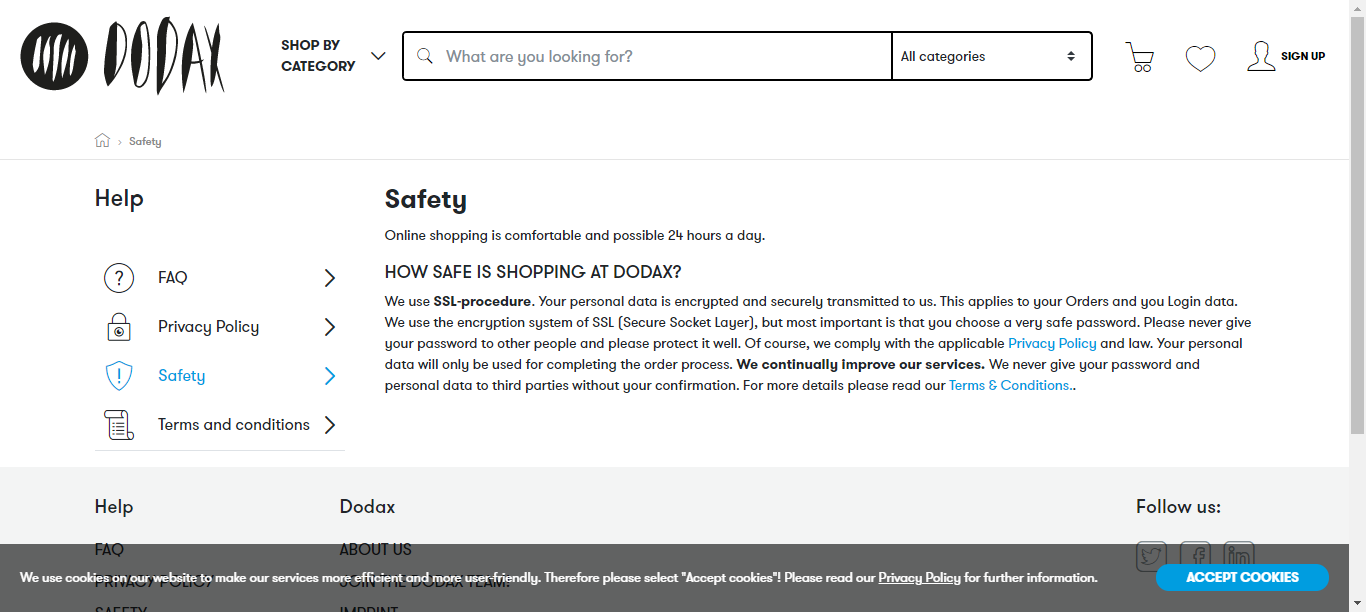 DODAX
SHOP BY
CATEGORY
What are you looking for?
All categories
SIGN UP
› Safety
Help
FAQ
Privacy Policy
Safety
Terms and conditions
Safety
Online shopping is comfortable and possible 24 hours a day.
HOW SAFE IS SHOPPING AT DODAX?
We use SSL-procedure. Your personal data is encrypted and securely transmitted to us. This applies to your Orders and you Login data.
We use the encryption system of SSL (Secure Socket Layer), but most important is that you choose a very safe password. Please never give
your password to other people and please protect it well. Of course, we comply with the applicable Privacy Policy and law. Your personal
data will only be used for completing the order process. We continually improve our services. We never give your password and
personal data to third parties without your confirmation. For more details please read our Terms & Conditions..
Help
Dodax
Follow us:
FAQ
ABOUT US
PRIVACY POLICY
JOIN THE DODAX TEAM!
We use cookies on our website to make our services more efficient and more user-friendly. Therefore please select "Accept cookies"! Please read our Privacy Policy for further information.
ACCEPT COOKIES
SAFETY
IMPRINT